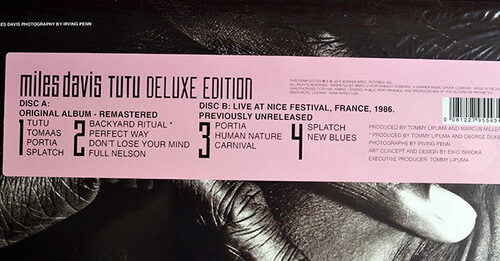 ES DAVIS PHOTOGRAPHY BY IRVING PENN
miles davis TUTU DELUXE EDITION
DISC A:
ORIGINAL ALBUM - REMASTERED
1
TUTU
TOMAAS
PORTIA
SPLATCH
2
BACKYARD RITUAL *
PERFECT WAY
DON'T LOSE YOUR MIND
FULL NELSON
DISC B: LIVE AT NICE FESTIVAL, FRANCE, 1986.
PREVIOUSLY UNRELEASED
3
PORTIA
HUMAN NATURE
CARNIVAL
4
SPLATCH
NEW BLUES
PRODUCED BY TOMMY LIPUMA AND MARCUS MILLE
*PRODUCED BY TOMMY LIPUMA AND GEORGE DUKE
PHOTOGRAPHS BY IRVING PENN
ART CONCEPT AND DESIGN BY EIKO ISHIOKA
EXECUTIVE PRODUCER: TOMMY LIPUMA